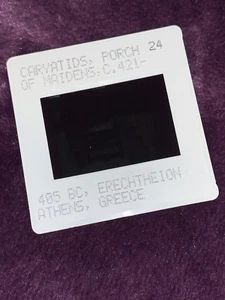 CARYATIDS, PORCH 24
OF MAIDENS,C.421-
405 BC, ERECHTHEION
ATHENS, GREECE